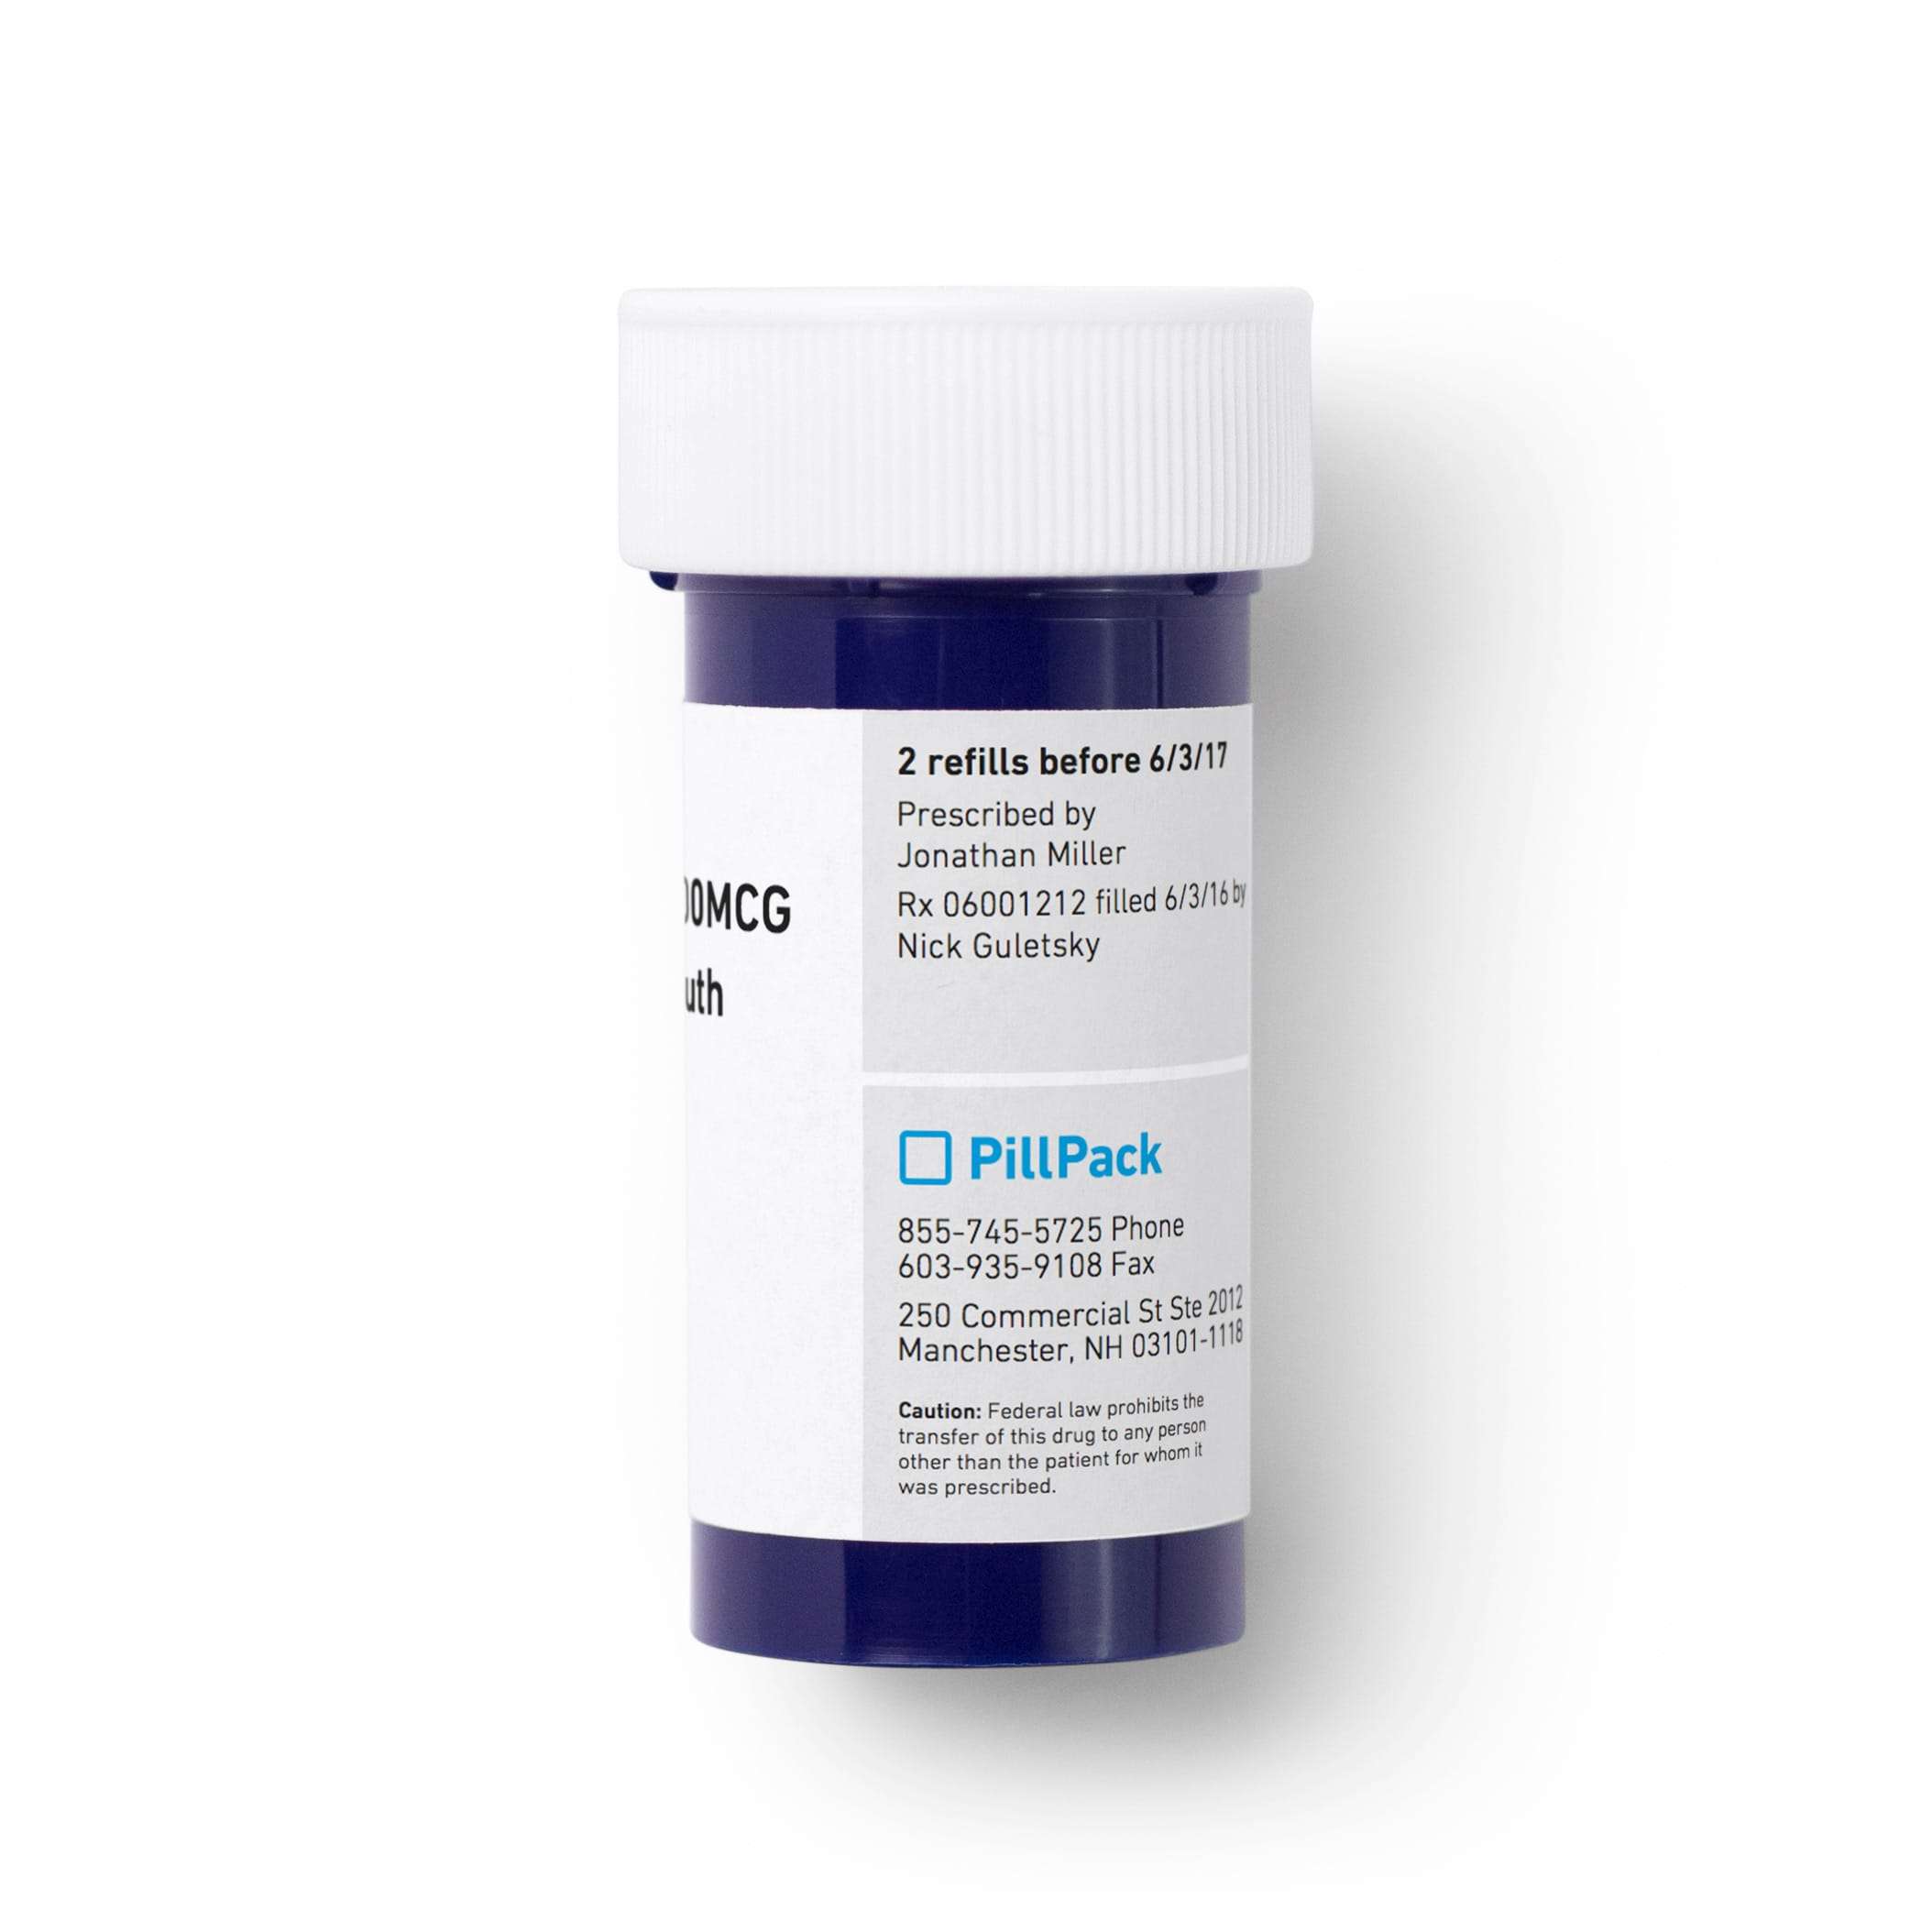 0MCG
uth
2 refills before 6/3/17
Prescribed by
Jonathan Miller
Rx 06001212 filled 6/3/16 by
Nick Guletsky
PillPack
855-745-5725 Phone
603-935-9108 Fax
250 Commercial St Ste 2012
Manchester, NH 03101-1118
Caution: Federal law prohibits the
transfer of this drug to any person
other than the patient for whom it
was prescribed.